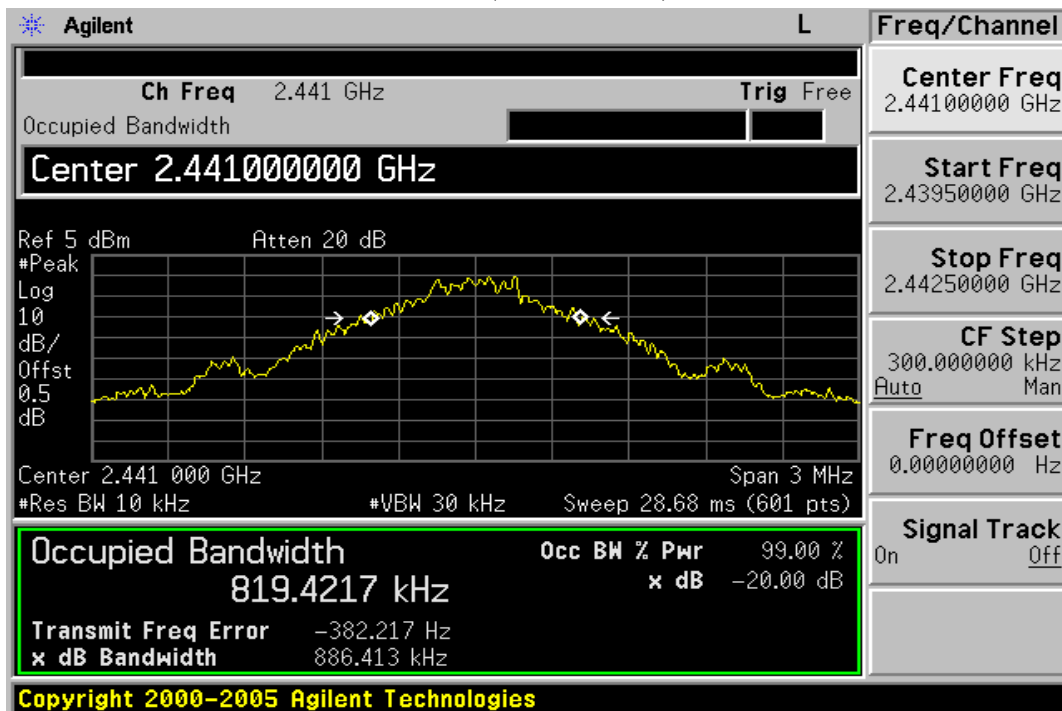 Agilent L
Ch Freq 2.441 GHz Trig Free
Occupied Bandwidth
Center 2.441000000 GHz
Ref 5 dBm Atten 20 dB
#Peak
Log
10
dB/
Offst
0.5
dB
Center 2.441 000 GHz Span 3 MHz
#Res BW 10 kHz #VBW 30 kHz Sweep 28.68 ms (601 pts)
Occupied Bandwidth Occ BW % Pwr 99.00 %
819.4217 kHz x dB -20.00 dB
Transmit Freq Error -382.217 Hz
x dB Bandwidth 886.413 kHz
Copyright 2000-2005 Agilent Technologies
Freq/Channel
Center Freq
2.44100000 GHz
Start Freq
2.43950000 GHz
Stop Freq
2.44250000 GHz
CF Step
300.000000 kHz
Auto Man
Freq Offset
0.00000000 Hz
Signal Track
On Off